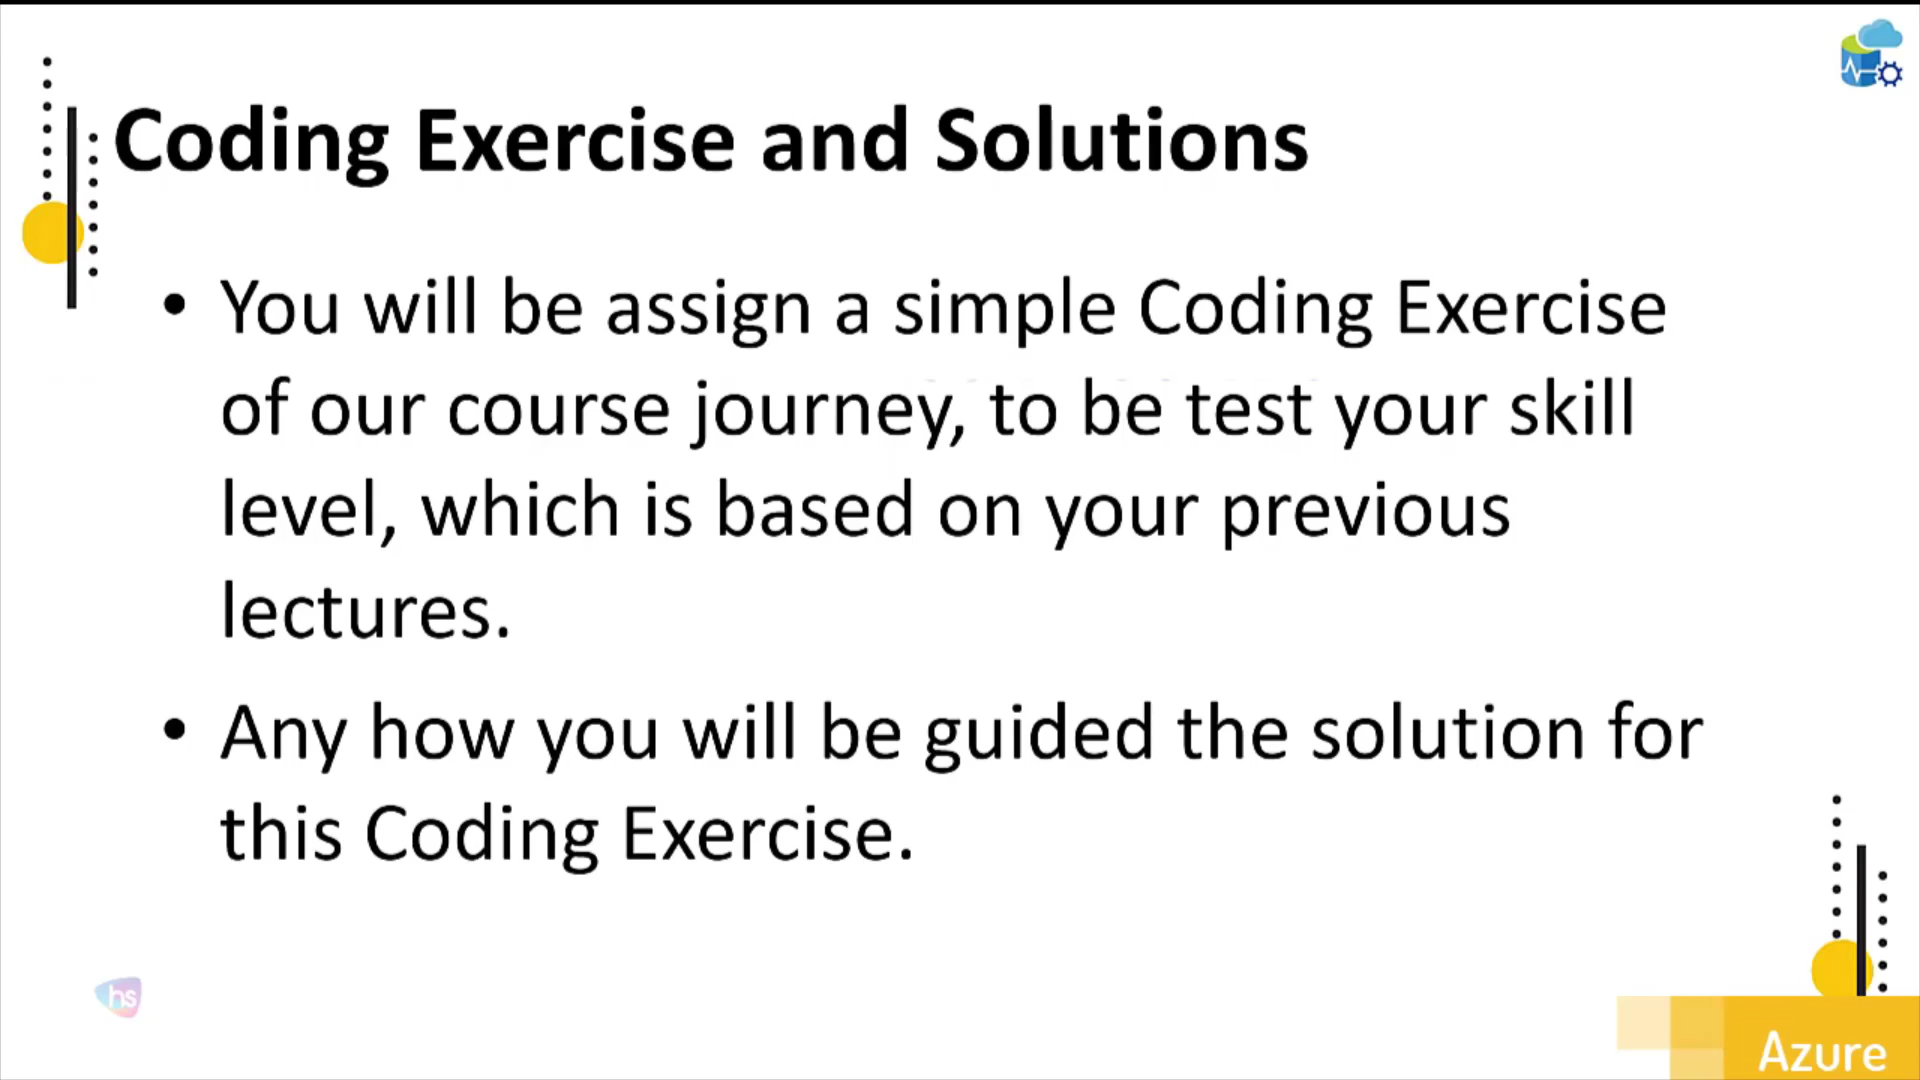 Coding Exercise and Solutions
• You will be assign a simple Coding Exercise
of our course journey, to be test your skill
level, which is based on your previous
lectures.
• Any how you will be guided the solution for
this Coding Exercise.
hs
Azure